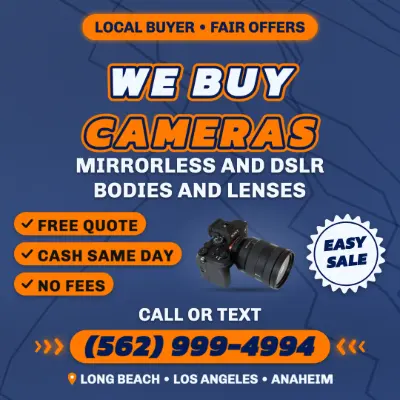 LOCAL BUYER • FAIR OFFERS
WE BUY
CAMERAS
MIRRORLESS AND DSLR
BODIES AND LENSES
✓ FREE QUOTE
✓ CASH SAME DAY
✓ NO FEES
EASY
SALE
CALL OR TEXT
(562) 999-4994
LONG BEACH • LOS ANGELES • ANAHEIM